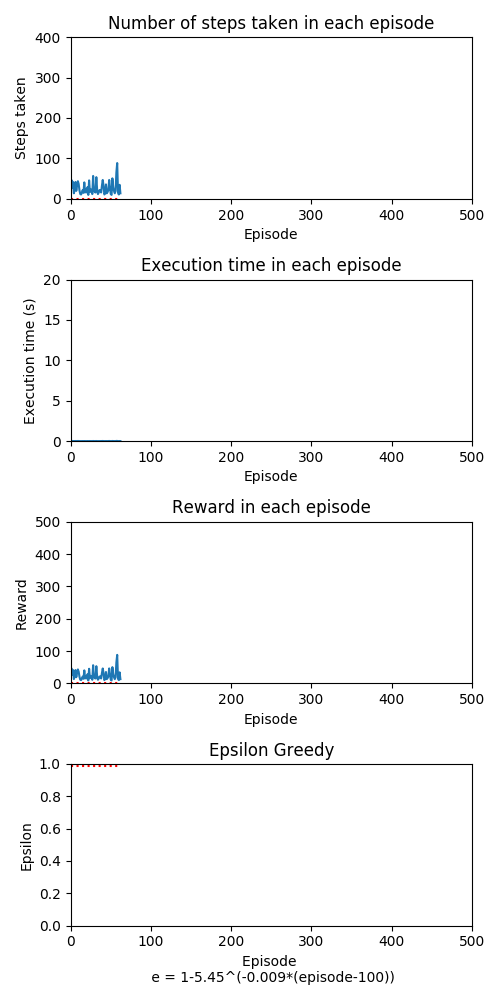 Number of steps taken in each episode
400
300
200
100
0
Steps taken
0 100 200 300 400 500
Episode
Execution time in each episode
20
15
10
5
0
Execution time (s)
0 100 200 300 400 500
Episode
Reward in each episode
500
400
300
200
100
0
Reward
0 100 200 300 400 500
Episode
Epsilon Greedy
1.0
0.8
0.6
0.4
0.2
0.0
Epsilon
0 100 200 300 400 500
Episode
e = 1-5.45^(-0.009*(episode-100))